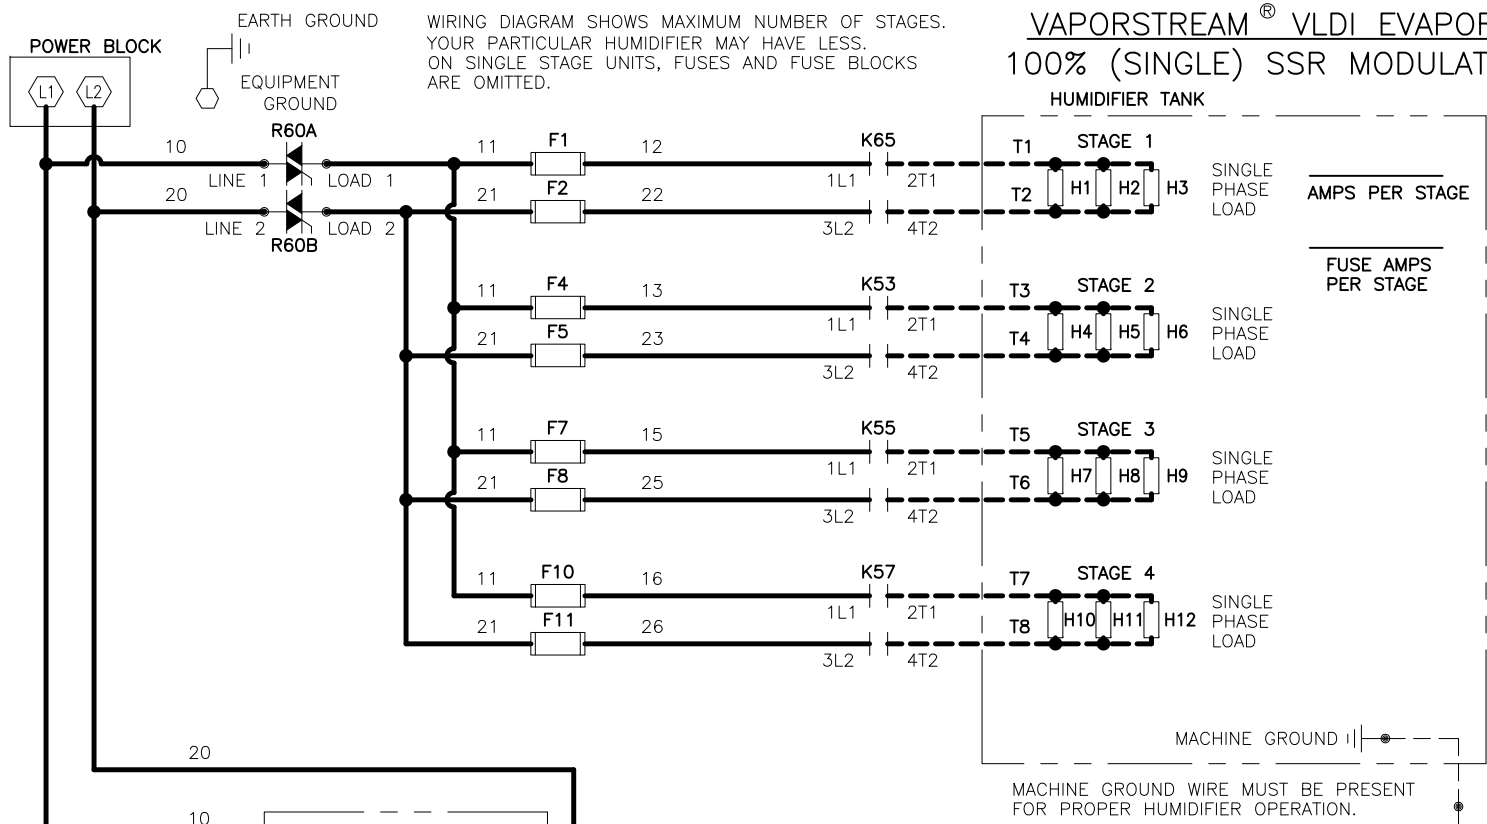 EARTH GROUND
WIRING DIAGRAM SHOWS MAXIMUM NUMBER OF STAGES.
YOUR PARTICULAR HUMIDIFIER MAY HAVE LESS.
ON SINGLE STAGE UNITS, FUSES AND FUSE BLOCKS
ARE OMITTED.
VAPORSTREAM® VLDI EVAPOR
100% (SINGLE) SSR MODULAT
POWER BLOCK
L1 L2
EQUIPMENT
GROUND
HUMIDIFIER TANK
R60A
10 11 F1 12 K65 T1 STAGE 1
LINE 1 LOAD 1 1L1 2T1
20 21 F2 22 T2 H1 H2 H3
LINE 2 LOAD 2 3L2 4T2
R60B
SINGLE
PHASE
LOAD
AMPS PER STAGE
FUSE AMPS
PER STAGE
11 F4 13 K53 T3 STAGE 2
1L1 2T1
21 F5 23 T4 H4 H5 H6
3L2 4T2
SINGLE
PHASE
LOAD
11 F7 15 K55 T5 STAGE 3
1L1 2T1
21 F8 25 T6 H7 H8 H9
3L2 4T2
SINGLE
PHASE
LOAD
11 F10 16 K57 T7 STAGE 4
1L1 2T1
21 F11 26 T8 H10 H11 H12
3L2 4T2
SINGLE
PHASE
LOAD
MACHINE GROUND
20
MACHINE GROUND WIRE MUST BE PRESENT
FOR PROPER HUMIDIFIER OPERATION.
10